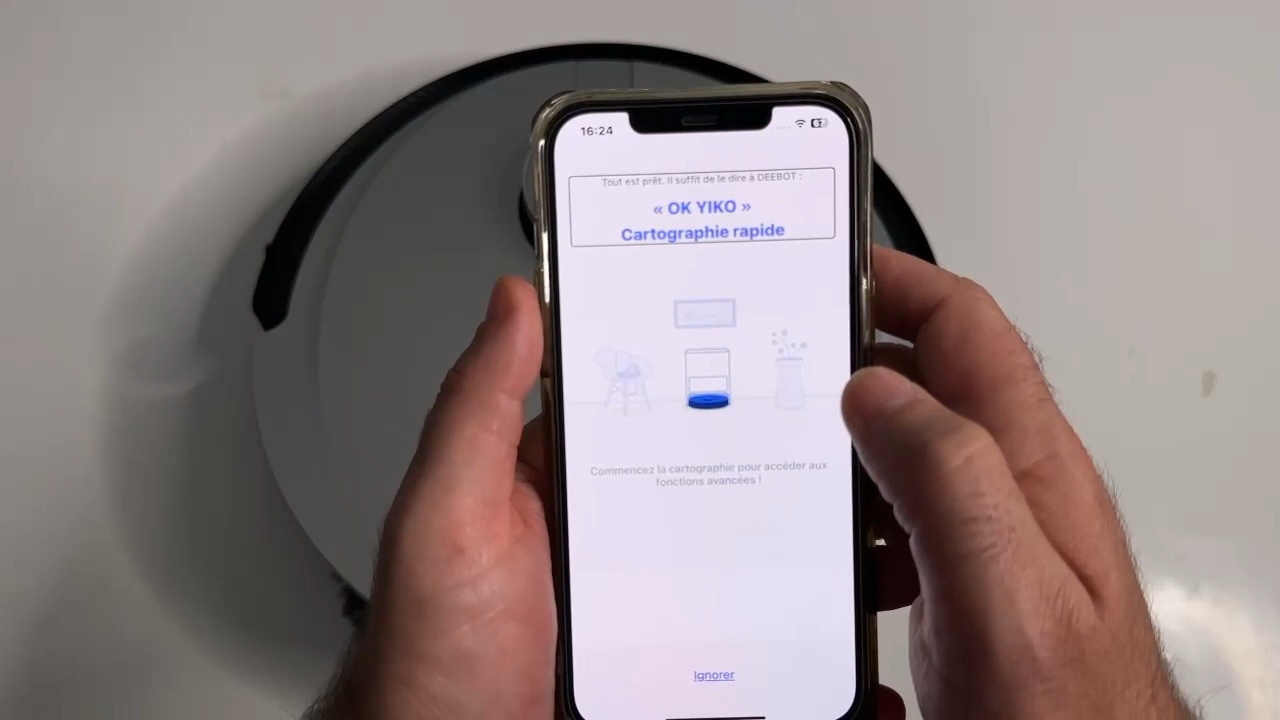 16:24
Tout est prêt. Il suffit de le dire à DEEBOT :
« OK YIKO »
Cartographie rapide
Commencez la cartographie pour accéder aux
fonctions avancées !
Ignorer